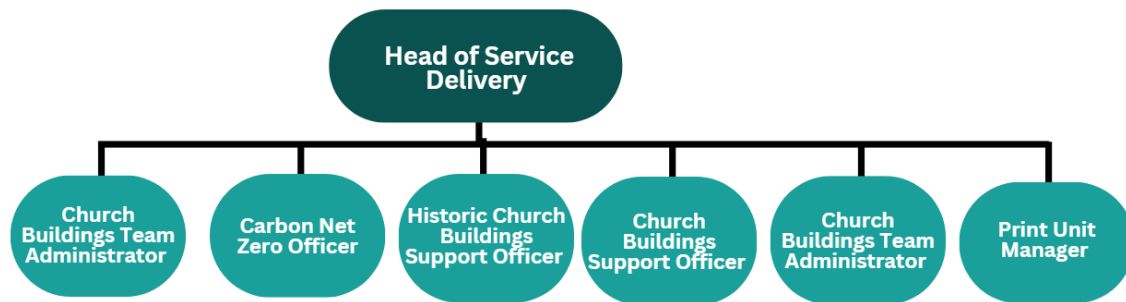 Head of Service
Delivery
Church
Buildings Team
Administrator
Carbon Net
Zero Officer
Historic Church
Buildings
Support Officer
Church
Buildings
Support Officer
Church
Buildings Team
Administrator
Print Unit
Manager